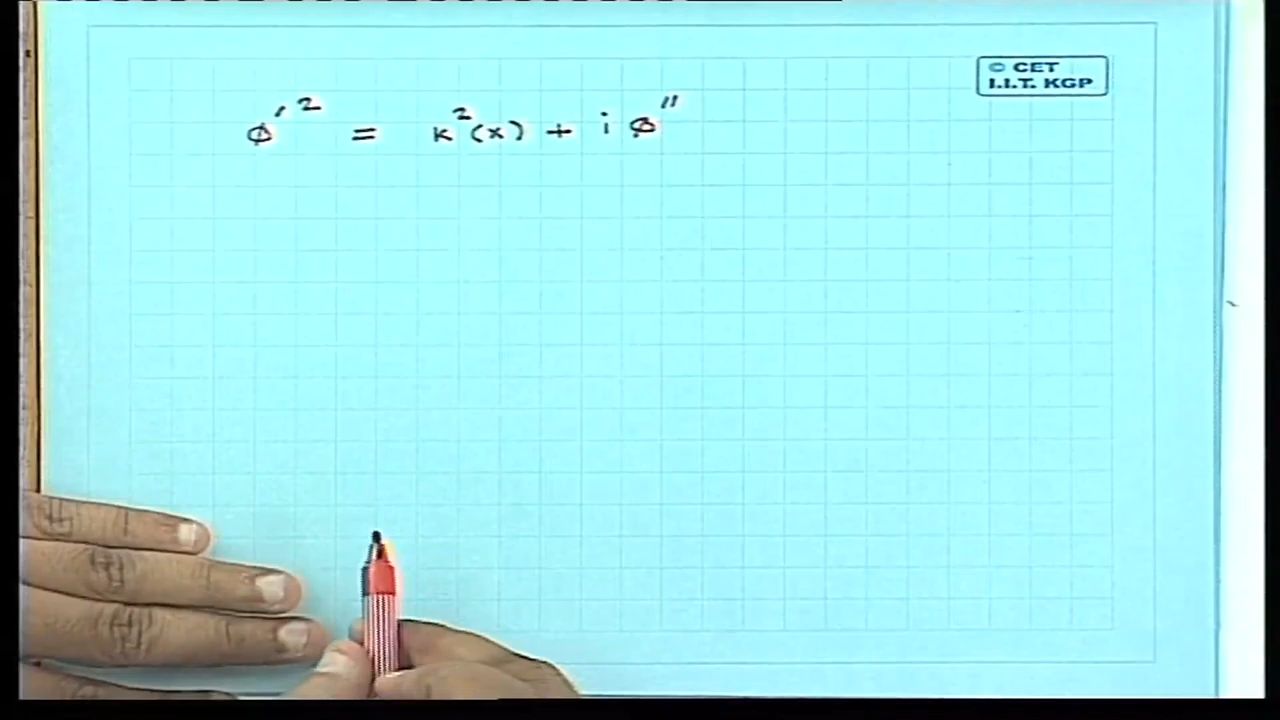 © CET
I.I.T. KGP
ϕ′² = k²(x) + i ϕ″